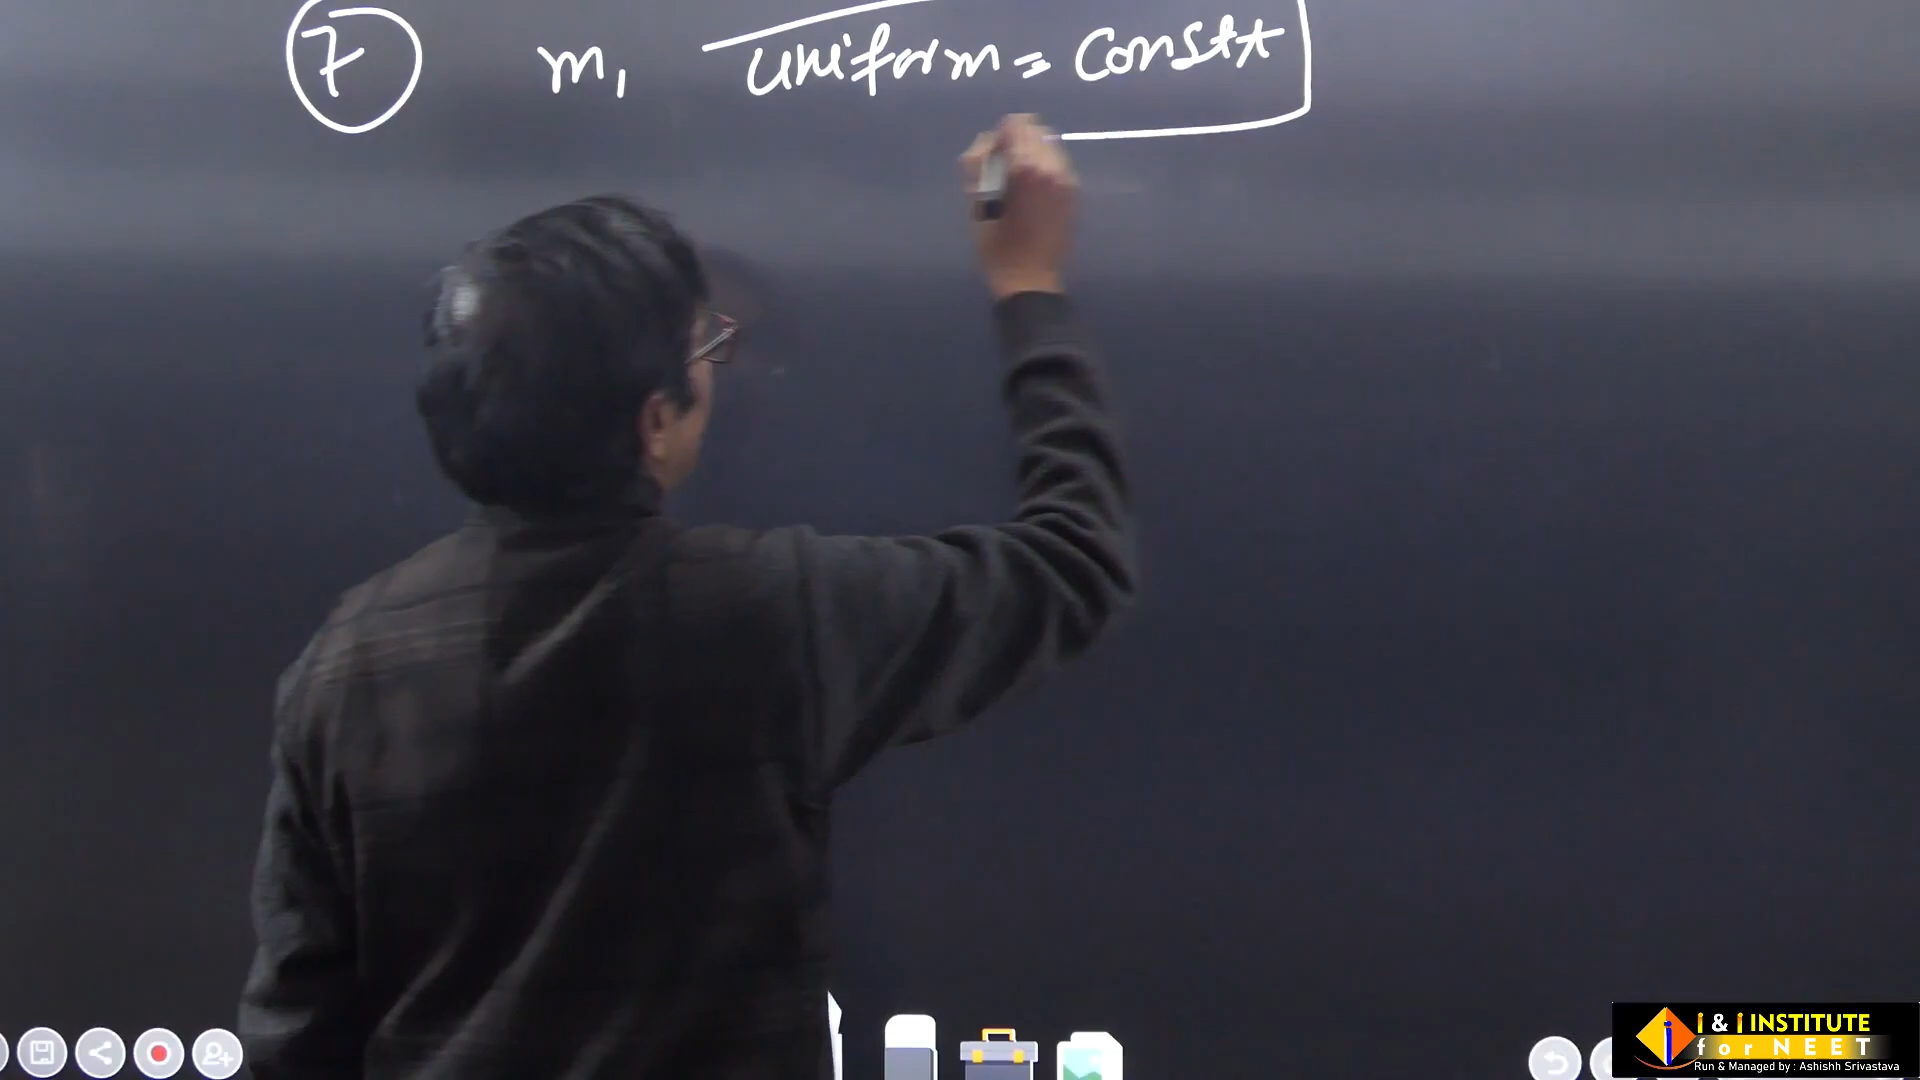 7 m, uniform = Constt
i & i INSTITUTE
for NEET
Run & Managed by : Ashishh Srivastava